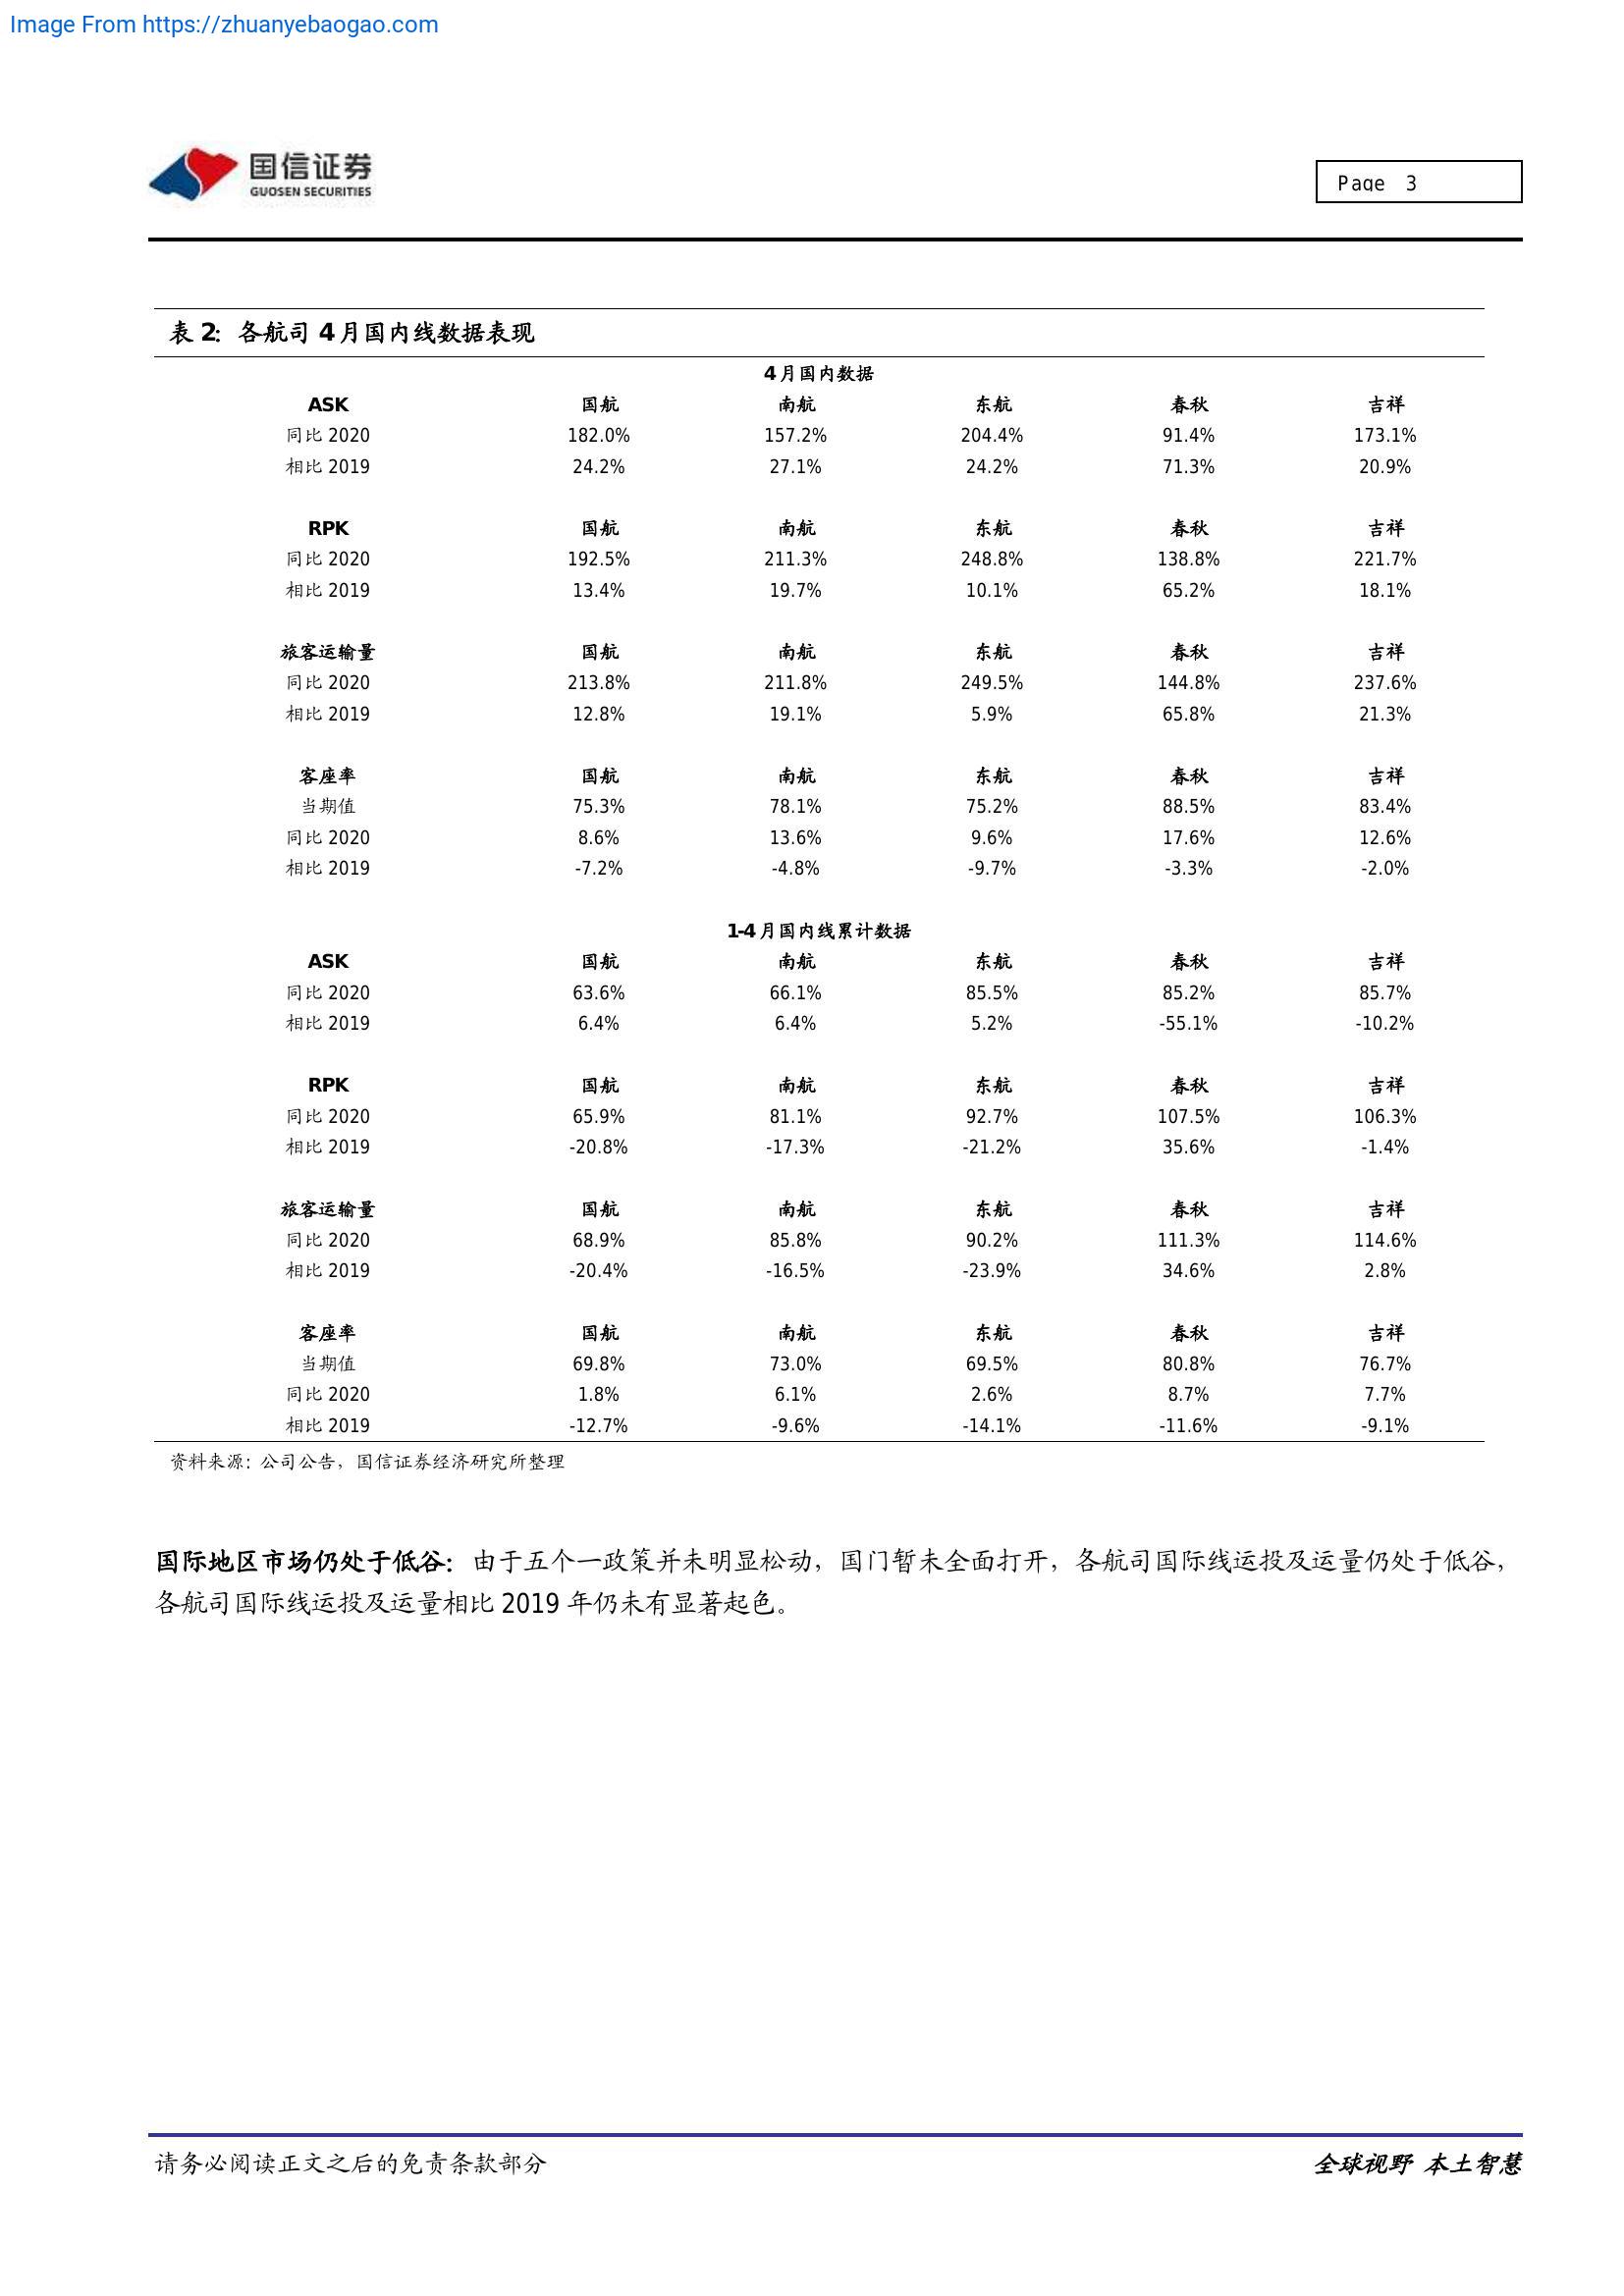 Image From https://zhuanyebaogao.com
国信证券
GUOSEN SECURITIES
Page 3
表 2: 各航司 4 月国内线数据表现
4 月国内数据
ASK 国航 南航 东航 春秋 吉祥
同比 2020 182.0% 157.2% 204.4% 91.4% 173.1%
相比 2019 24.2% 27.1% 24.2% 71.3% 20.9%
RPK 国航 南航 东航 春秋 吉祥
同比 2020 192.5% 211.3% 248.8% 138.8% 221.7%
相比 2019 13.4% 19.7% 10.1% 65.2% 18.1%
旅客运输量 国航 南航 东航 春秋 吉祥
同比 2020 213.8% 211.8% 249.5% 144.8% 237.6%
相比 2019 12.8% 19.1% 5.9% 65.8% 21.3%
客座率 国航 南航 东航 春秋 吉祥
当期值 75.3% 78.1% 75.2% 88.5% 83.4%
同比 2020 8.6% 13.6% 9.6% 17.6% 12.6%
相比 2019 -7.2% -4.8% -9.7% -3.3% -2.0%
1-4 月国内线累计数据
ASK 国航 南航 东航 春秋 吉祥
同比 2020 63.6% 66.1% 85.5% 85.2% 85.7%
相比 2019 6.4% 6.4% 5.2% -55.1% -10.2%
RPK 国航 南航 东航 春秋 吉祥
同比 2020 65.9% 81.1% 92.7% 107.5% 106.3%
相比 2019 -20.8% -17.3% -21.2% 35.6% -1.4%
旅客运输量 国航 南航 东航 春秋 吉祥
同比 2020 68.9% 85.8% 90.2% 111.3% 114.6%
相比 2019 -20.4% -16.5% -23.9% 34.6% 2.8%
客座率 国航 南航 东航 春秋 吉祥
当期值 69.8% 73.0% 69.5% 80.8% 76.7%
同比 2020 1.8% 6.1% 2.6% 8.7% 7.7%
相比 2019 -12.7% -9.6% -14.1% -11.6% -9.1%
资料来源: 公司公告，国信证券经济研究所整理
国际地区市场仍处于低谷：由于五个一政策并未明显松动，国门暂未全面打开，各航司国际线运投及运量仍处于低谷，
各航司国际线运投及运量相比 2019 年仍未有显著起色。
请务必阅读正文之后的免责条款部分
全球视野 本土智慧